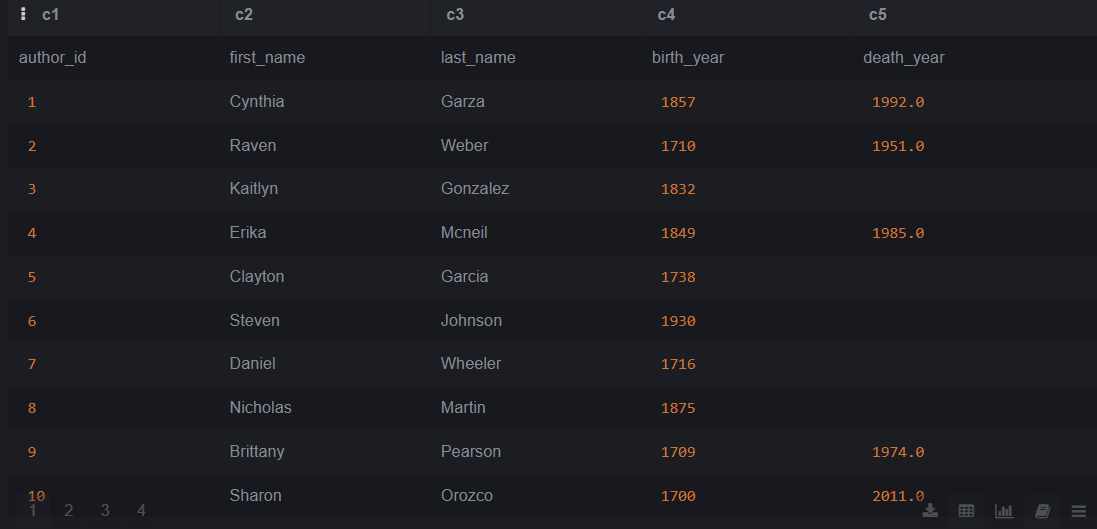 c1 c2 c3 c4 c5
author_id first_name last_name birth_year death_year
1 Cynthia Garza 1857 1992.0
2 Raven Weber 1710 1951.0
3 Kaitlyn Gonzalez 1832
4 Erika Mcneil 1849 1985.0
5 Clayton Garcia 1738
6 Steven Johnson 1930
7 Daniel Wheeler 1716
8 Nicholas Martin 1875
9 Brittany Pearson 1709 1974.0
10 Sharon Orozco 1700 2011.0
1 2 3 4